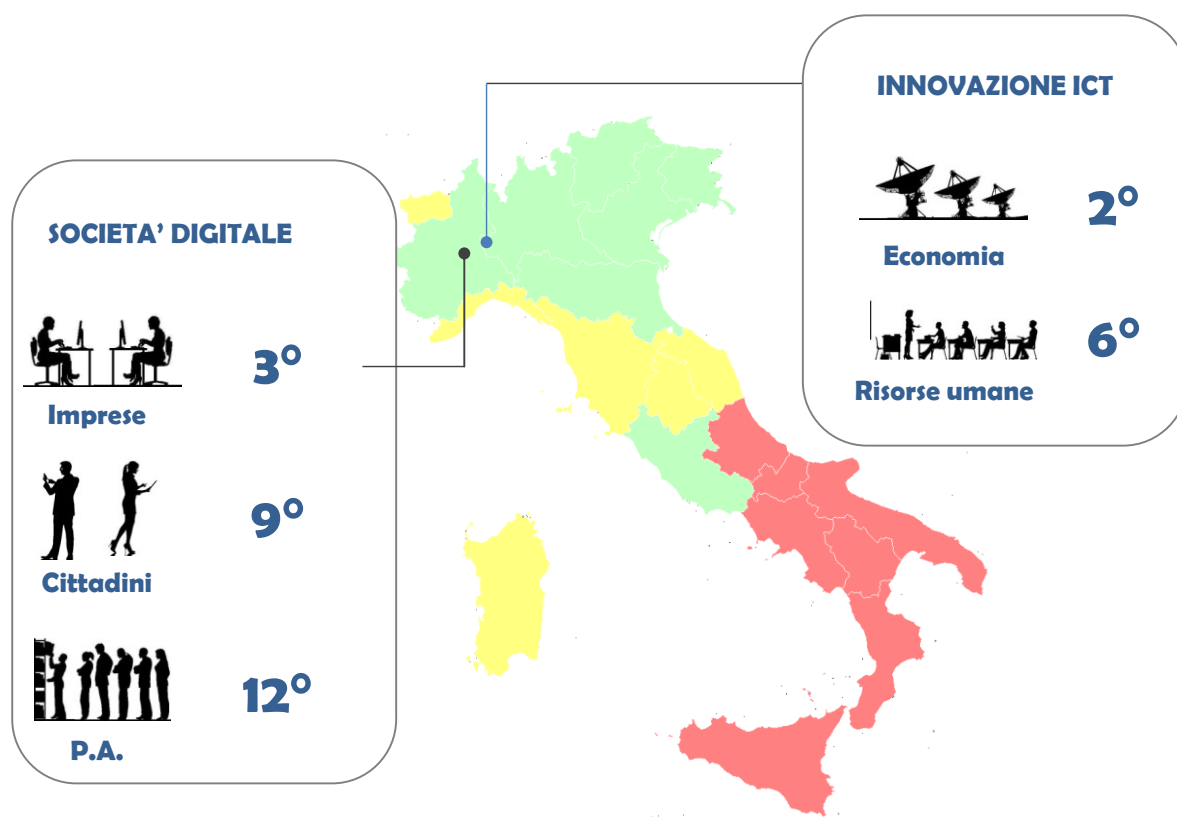 SOCIETA’ DIGITALE
3°
Imprese
9°
Cittadini
12°
P.A.
INNOVAZIONE ICT
2°
Economia
6°
Risorse umane